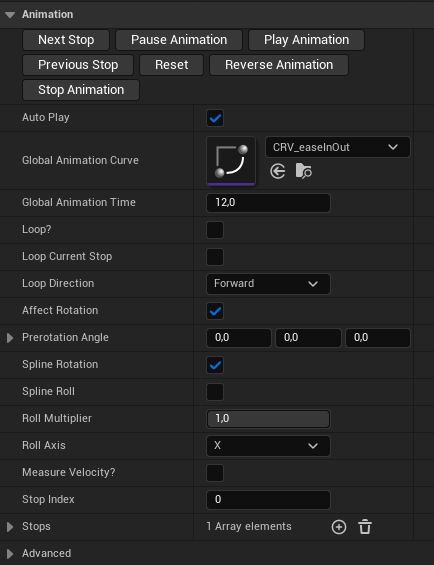 Animation
Next Stop Pause Animation Play Animation
Previous Stop Reset Reverse Animation
Stop Animation
Auto Play
Global Animation Curve CRV_easeInOut
Global Animation Time 12,0
Loop?
Loop Current Stop
Loop Direction Forward
Affect Rotation
Prerotation Angle 0,0 0,0 0,0
Spline Rotation
Spline Roll
Roll Multiplier 1,0
Roll Axis X
Measure Velocity?
Stop Index 0
Stops 1 Array elements
Advanced